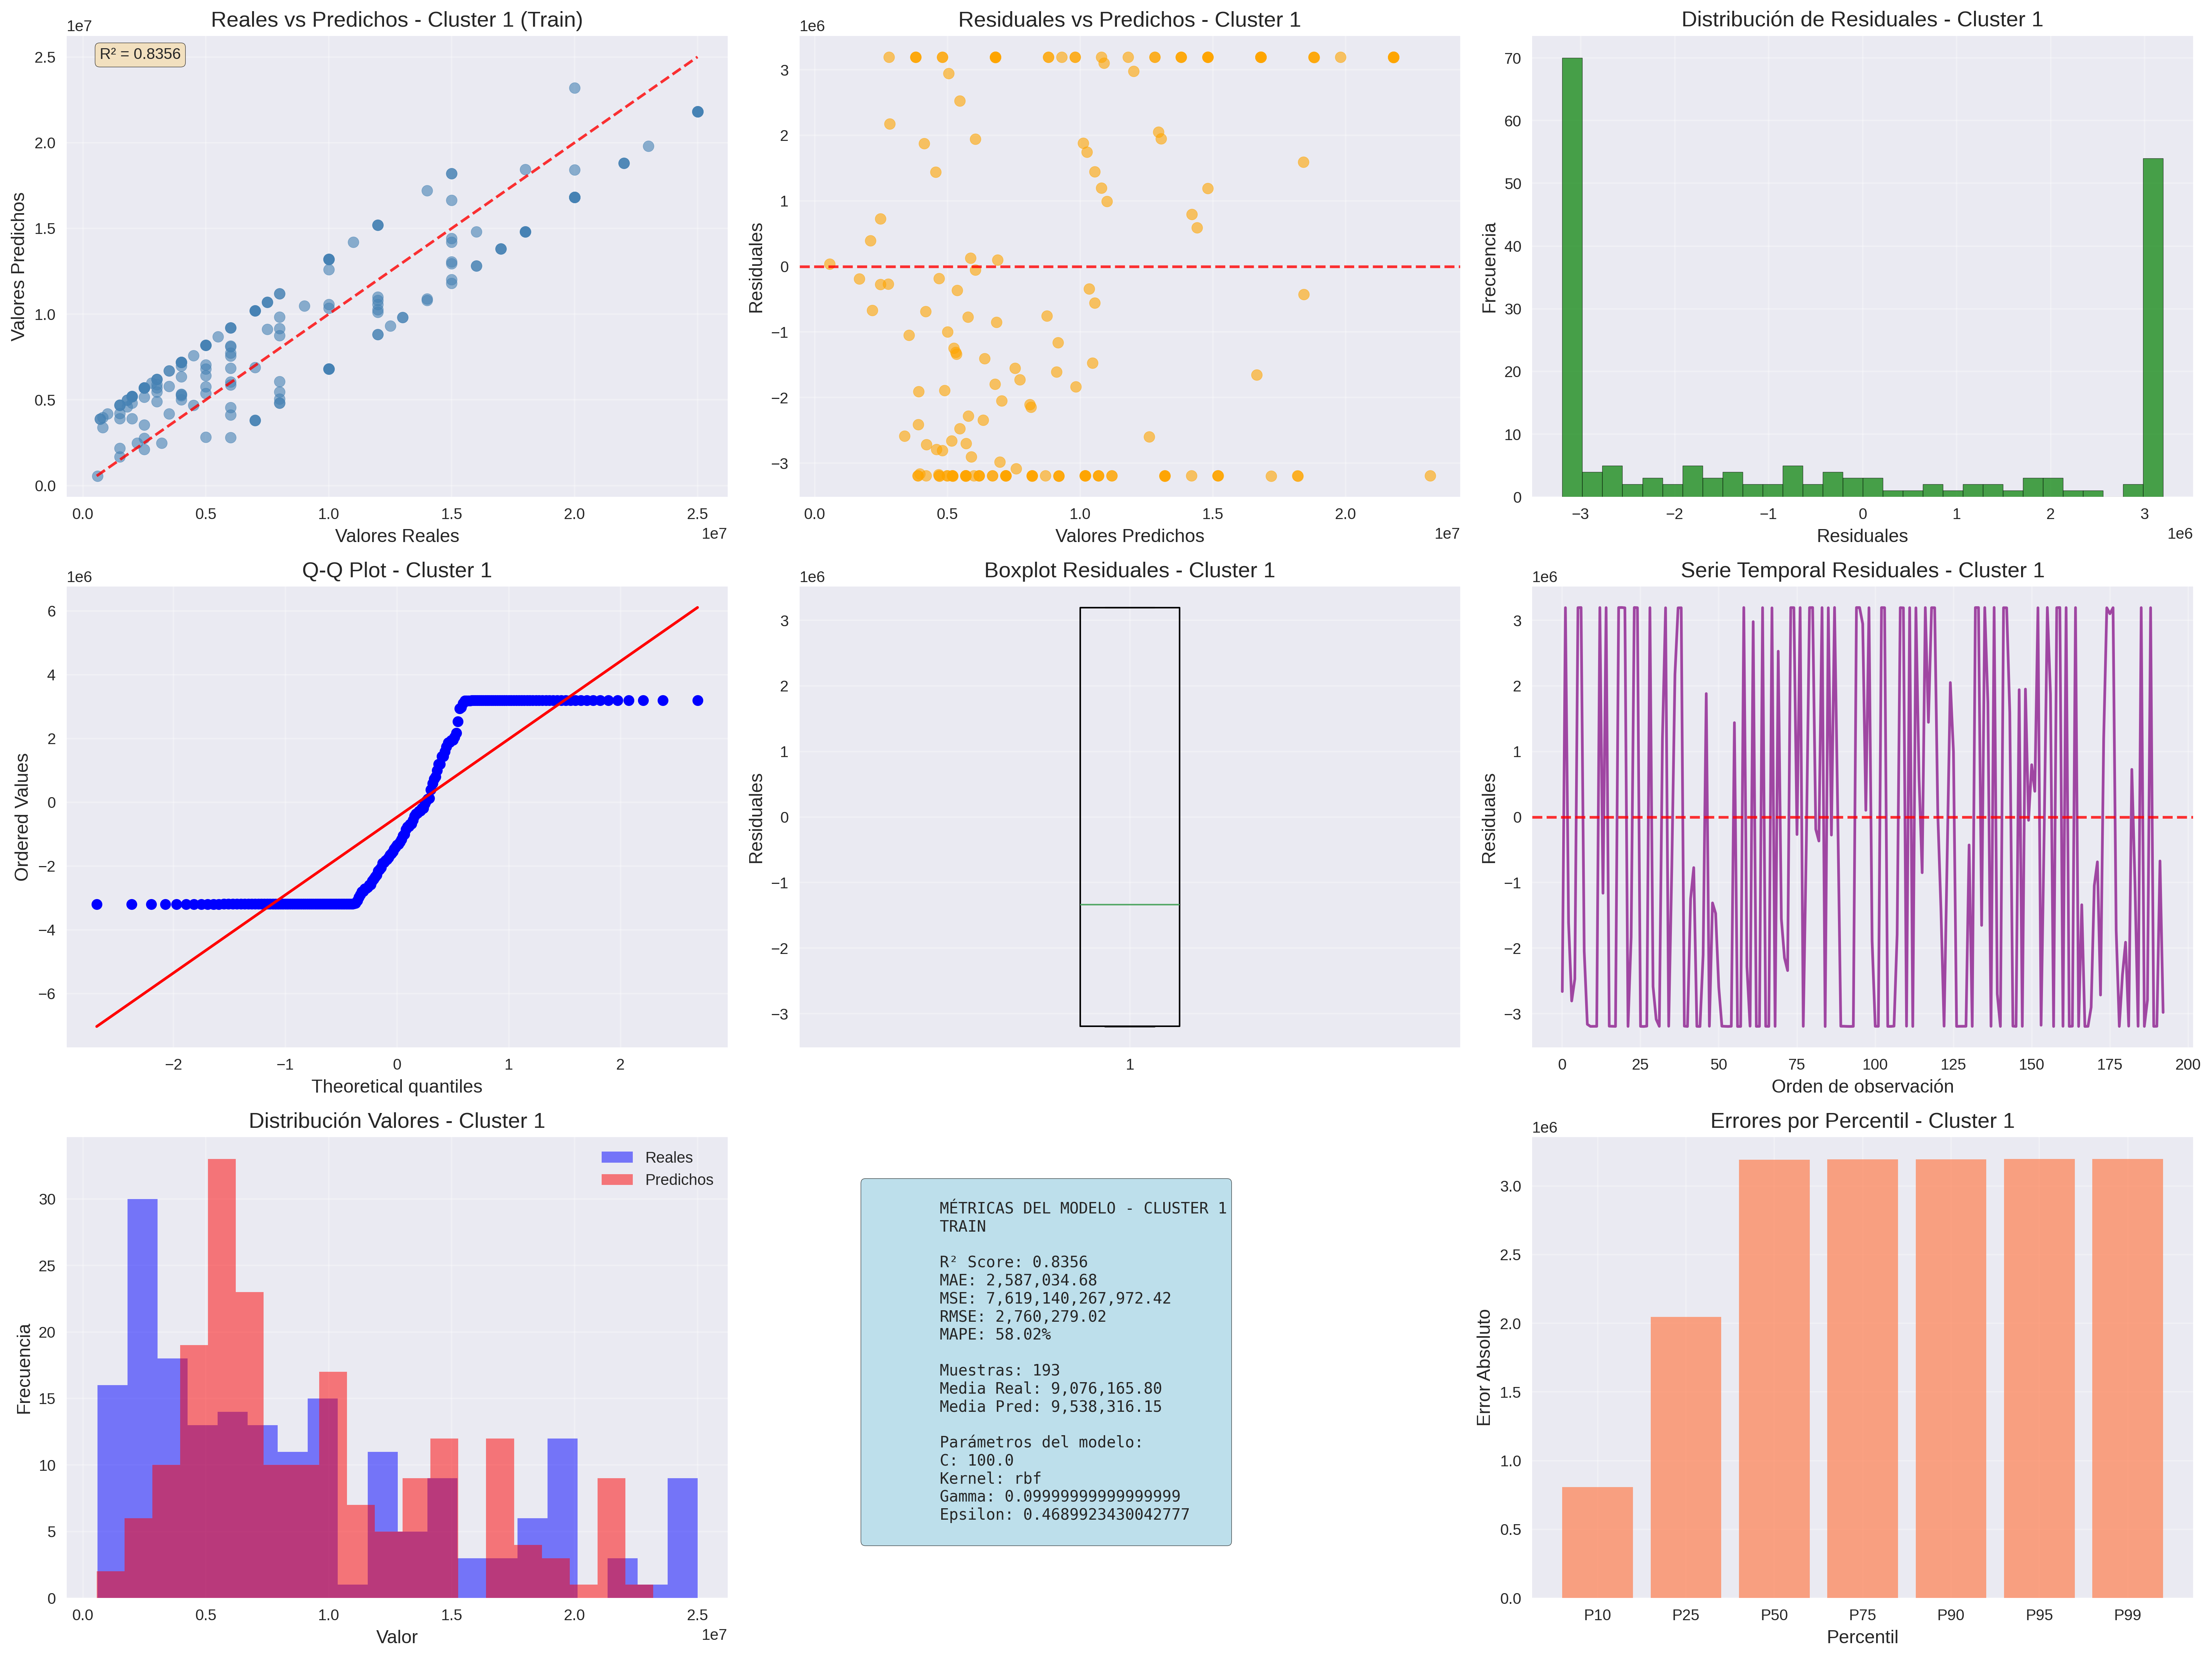 Reales vs Predichos - Cluster 1 (Train)
1e7
R² = 0.8356
2.5
2.0
1.5
1.0
0.5
0.0
Valores Predichos
0.0 0.5 1.0 1.5 2.0 2.5
1e7
Valores Reales
Residuales vs Predichos - Cluster 1
1e6
3
2
1
0
−1
−2
−3
Residuales
0.0 0.5 1.0 1.5 2.0
1e7
Valores Predichos
Distribución de Residuales - Cluster 1
70
60
50
40
30
20
10
0
Frecuencia
−3 −2 −1 0 1 2 3
1e6
Residuales
Q-Q Plot - Cluster 1
1e6
6
4
2
0
−2
−4
−6
Ordered Values
−2 −1 0 1 2
Theoretical quantiles
Boxplot Residuales - Cluster 1
1e6
3
2
1
0
−1
−2
−3
Residuales
1
Serie Temporal Residuales - Cluster 1
1e6
3
2
1
0
−1
−2
−3
Residuales
0 25 50 75 100 125 150 175 200
Orden de observación
Distribución Valores - Cluster 1
Reales
Predichos
30
25
20
15
10
5
0
Frecuencia
0.0 0.5 1.0 1.5 2.0 2.5
1e7
Valor
MÉTRICAS DEL MODELO - CLUSTER 1
TRAIN
R² Score: 0.8356
MAE: 2,587,034.68
MSE: 7,619,140,267,972.42
RMSE: 2,760,279.02
MAPE: 58.02%
Muestras: 193
Media Real: 9,076,165.80
Media Pred: 9,538,316.15
Parámetros del modelo:
C: 100.0
Kernel: rbf
Gamma: 0.09999999999999999
Epsilon: 0.4689923430042777
Errores por Percentil - Cluster 1
1e6
3.0
2.5
2.0
1.5
1.0
0.5
0.0
Error Absoluto
P10 P25 P50 P75 P90 P95 P99
Percentil